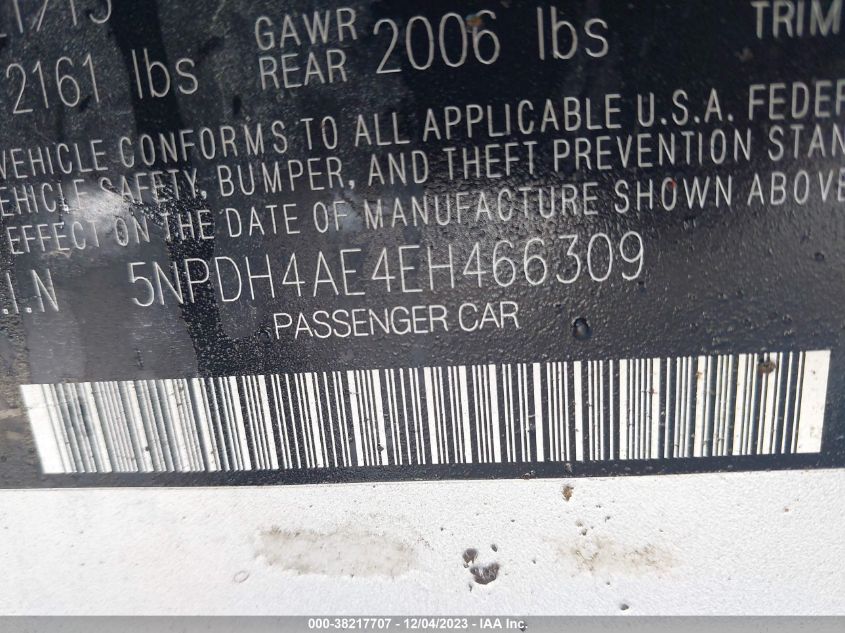 GAWR
REAR 2006 lbs TRIM
2161 lbs
VEHICLE CONFORMS TO ALL APPLICABLE U.S.A. FEDER
EHICLE SAFETY, BUMPER, AND THEFT PREVENTION STAN
EFFECT ON THE DATE OF MANUFACTURE SHOWN ABOVE
.I.N 5NPDH4AE4EH466309
PASSENGER CAR
000-38217707 - 12/04/2023 - IAA Inc.